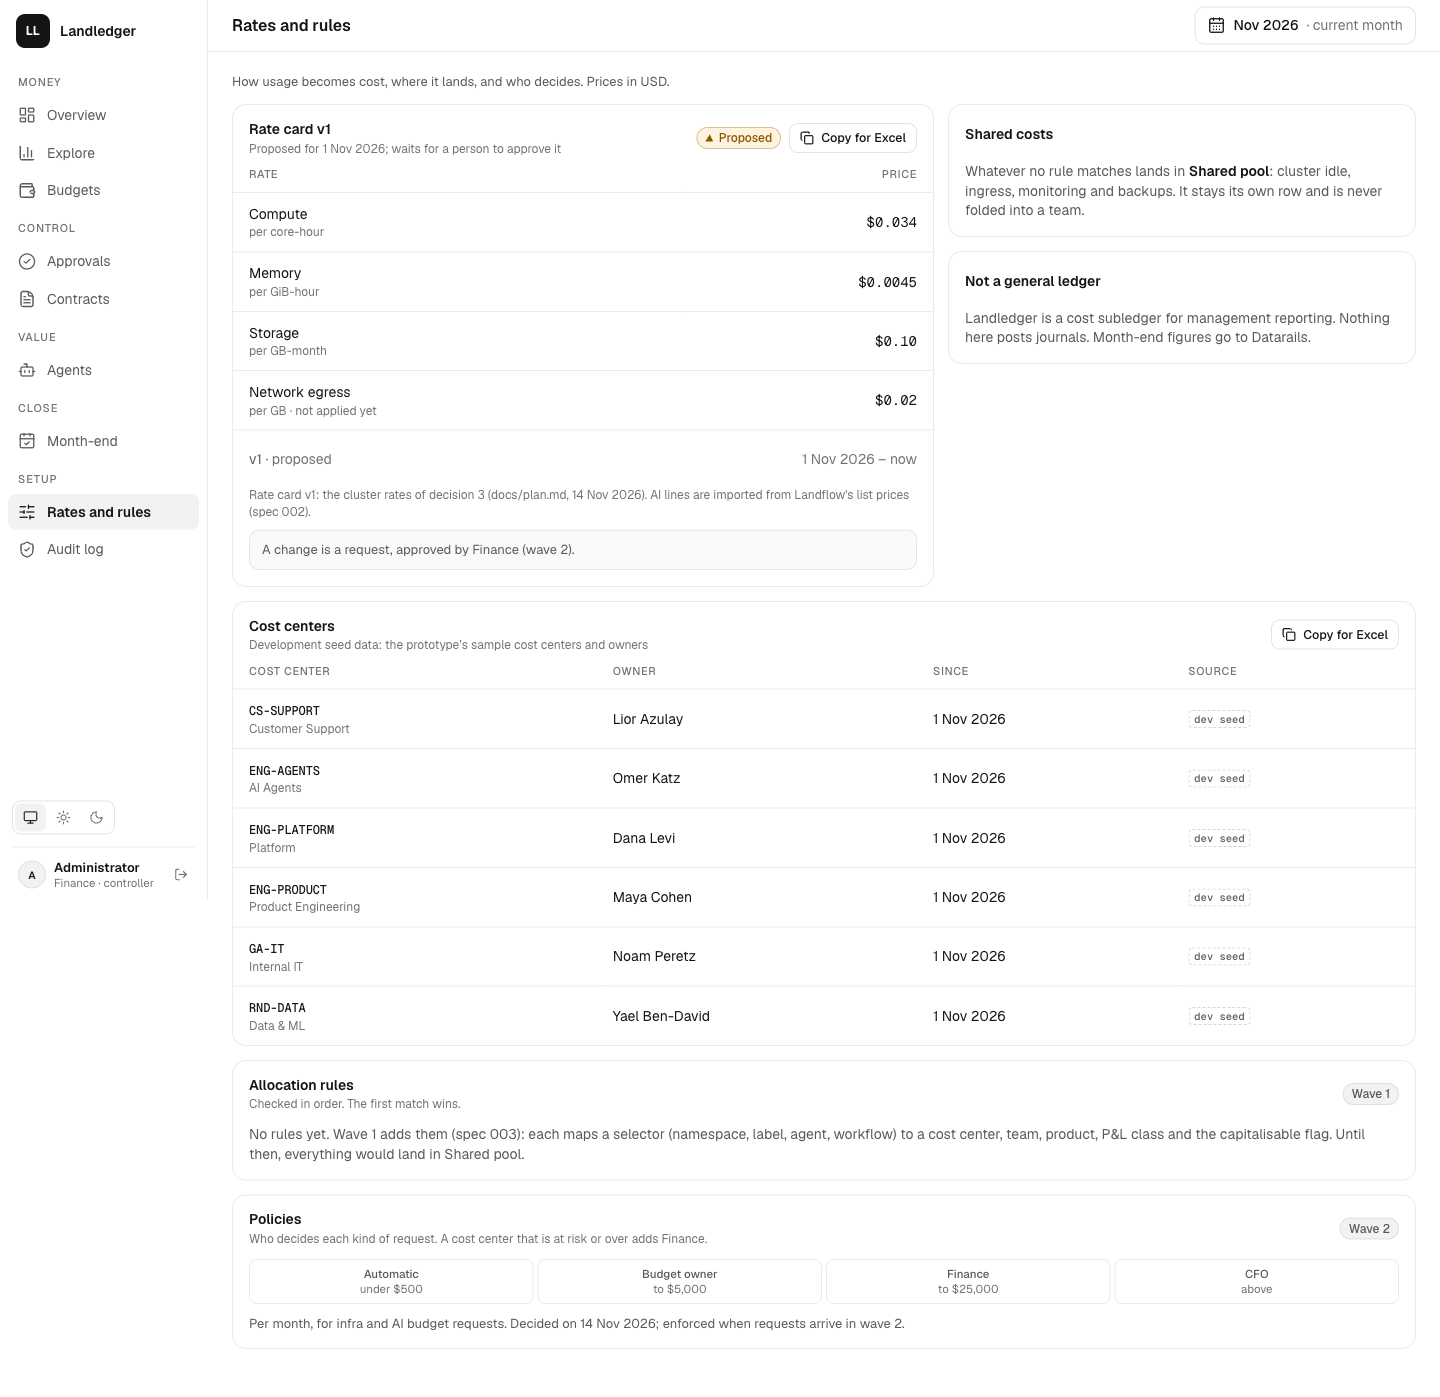 LL Landledger
MONEY
Overview
Explore
Budgets
CONTROL
Approvals
Contracts
VALUE
Agents
CLOSE
Month-end
SETUP
Rates and rules
Audit log
A
Administrator
Finance · controller
Rates and rules
Nov 2026 · current month
How usage becomes cost, where it lands, and who decides. Prices in USD.
Rate card v1
Proposed for 1 Nov 2026; waits for a person to approve it
Proposed
Copy for Excel
RATE PRICE
Compute
per core-hour
$0.034
Memory
per GiB-hour
$0.0045
Storage
per GB-month
$0.10
Network egress
per GB · not applied yet
$0.02
v1 · proposed 1 Nov 2026 – now
Rate card v1: the cluster rates of decision 3 (docs/plan.md, 14 Nov 2026). AI lines are imported from Landflow's list prices
(spec 002).
A change is a request, approved by Finance (wave 2).
Shared costs
Whatever no rule matches lands in Shared pool: cluster idle,
ingress, monitoring and backups. It stays its own row and is never
folded into a team.
Not a general ledger
Landledger is a cost subledger for management reporting. Nothing
here posts journals. Month-end figures go to Datarails.
Cost centers
Development seed data: the prototype's sample cost centers and owners
Copy for Excel
COST CENTER OWNER SINCE SOURCE
CS-SUPPORT
Customer Support
Lior Azulay 1 Nov 2026 dev seed
ENG-AGENTS
AI Agents
Omer Katz 1 Nov 2026 dev seed
ENG-PLATFORM
Platform
Dana Levi 1 Nov 2026 dev seed
ENG-PRODUCT
Product Engineering
Maya Cohen 1 Nov 2026 dev seed
GA-IT
Internal IT
Noam Peretz 1 Nov 2026 dev seed
RND-DATA
Data & ML
Yael Ben-David 1 Nov 2026 dev seed
Allocation rules
Checked in order. The first match wins.
Wave 1
No rules yet. Wave 1 adds them (spec 003): each maps a selector (namespace, label, agent, workflow) to a cost center, team, product, P&L class and the capitalisable flag. Until
then, everything would land in Shared pool.
Policies
Who decides each kind of request. A cost center that is at risk or over adds Finance.
Wave 2
Automatic
under $500
Budget owner
to $5,000
Finance
to $25,000
CFO
above
Per month, for infra and AI budget requests. Decided on 14 Nov 2026; enforced when requests arrive in wave 2.